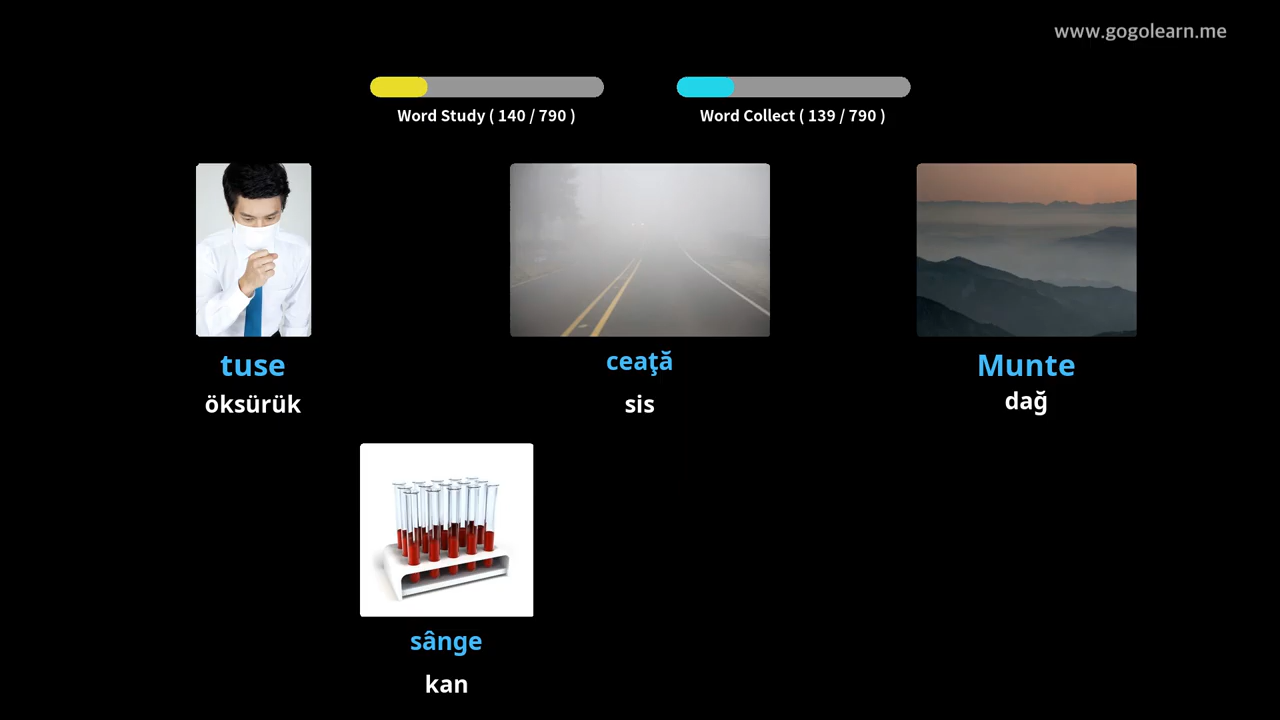 www.gogolearn.me
Word Study ( 140 / 790 )
Word Collect ( 139 / 790 )
tuse
ceaţă
Munte
öksürük
sis
dağ
sânge
kan